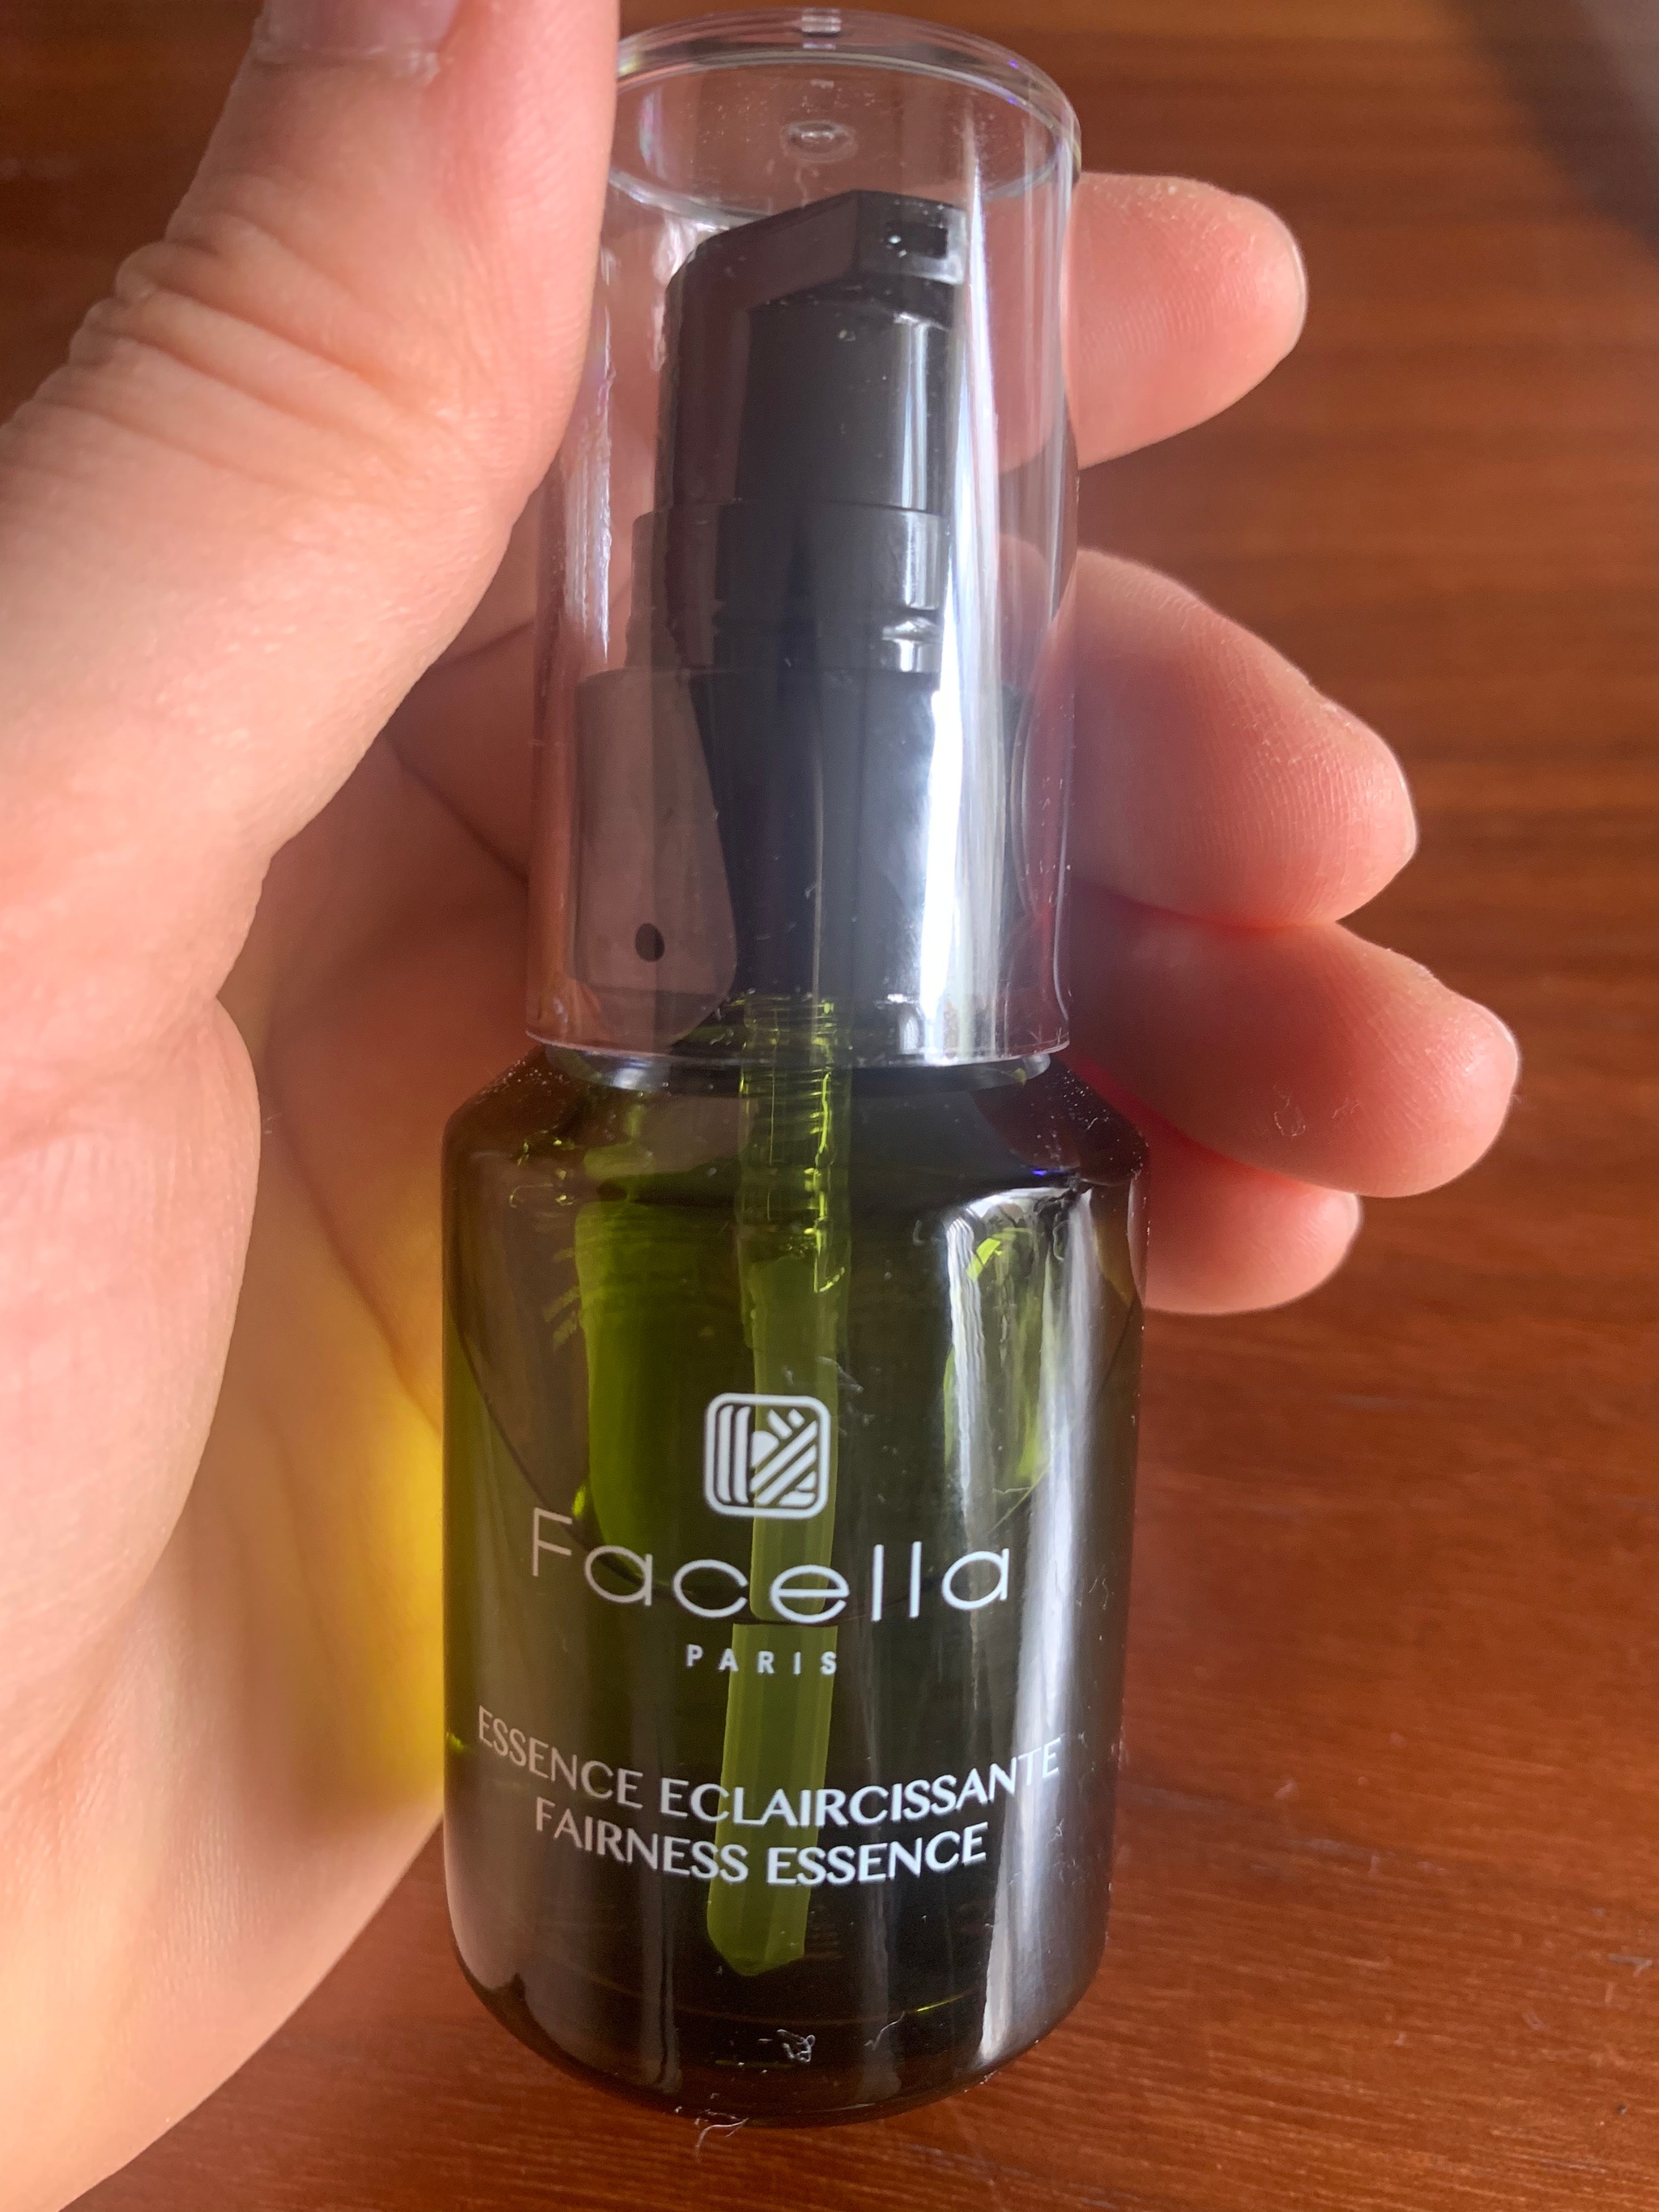 Facella
PARIS
ESSENCE ECLAIRCISSANTE
FAIRNESS ESSENCE